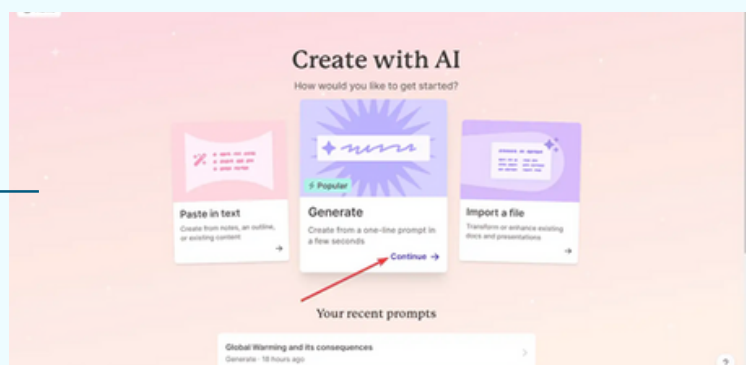 Create with AI
How would you like to get started?
Popular
Paste in text
Create from notes, an outline,
or existing content
Generate
Create from a one-line prompt in
a few seconds
Continue →
Import a file
Transform or enhance existing
docs and presentations
Your recent prompts
Global Warming and its consequences
Generate · 18 hours ago
?